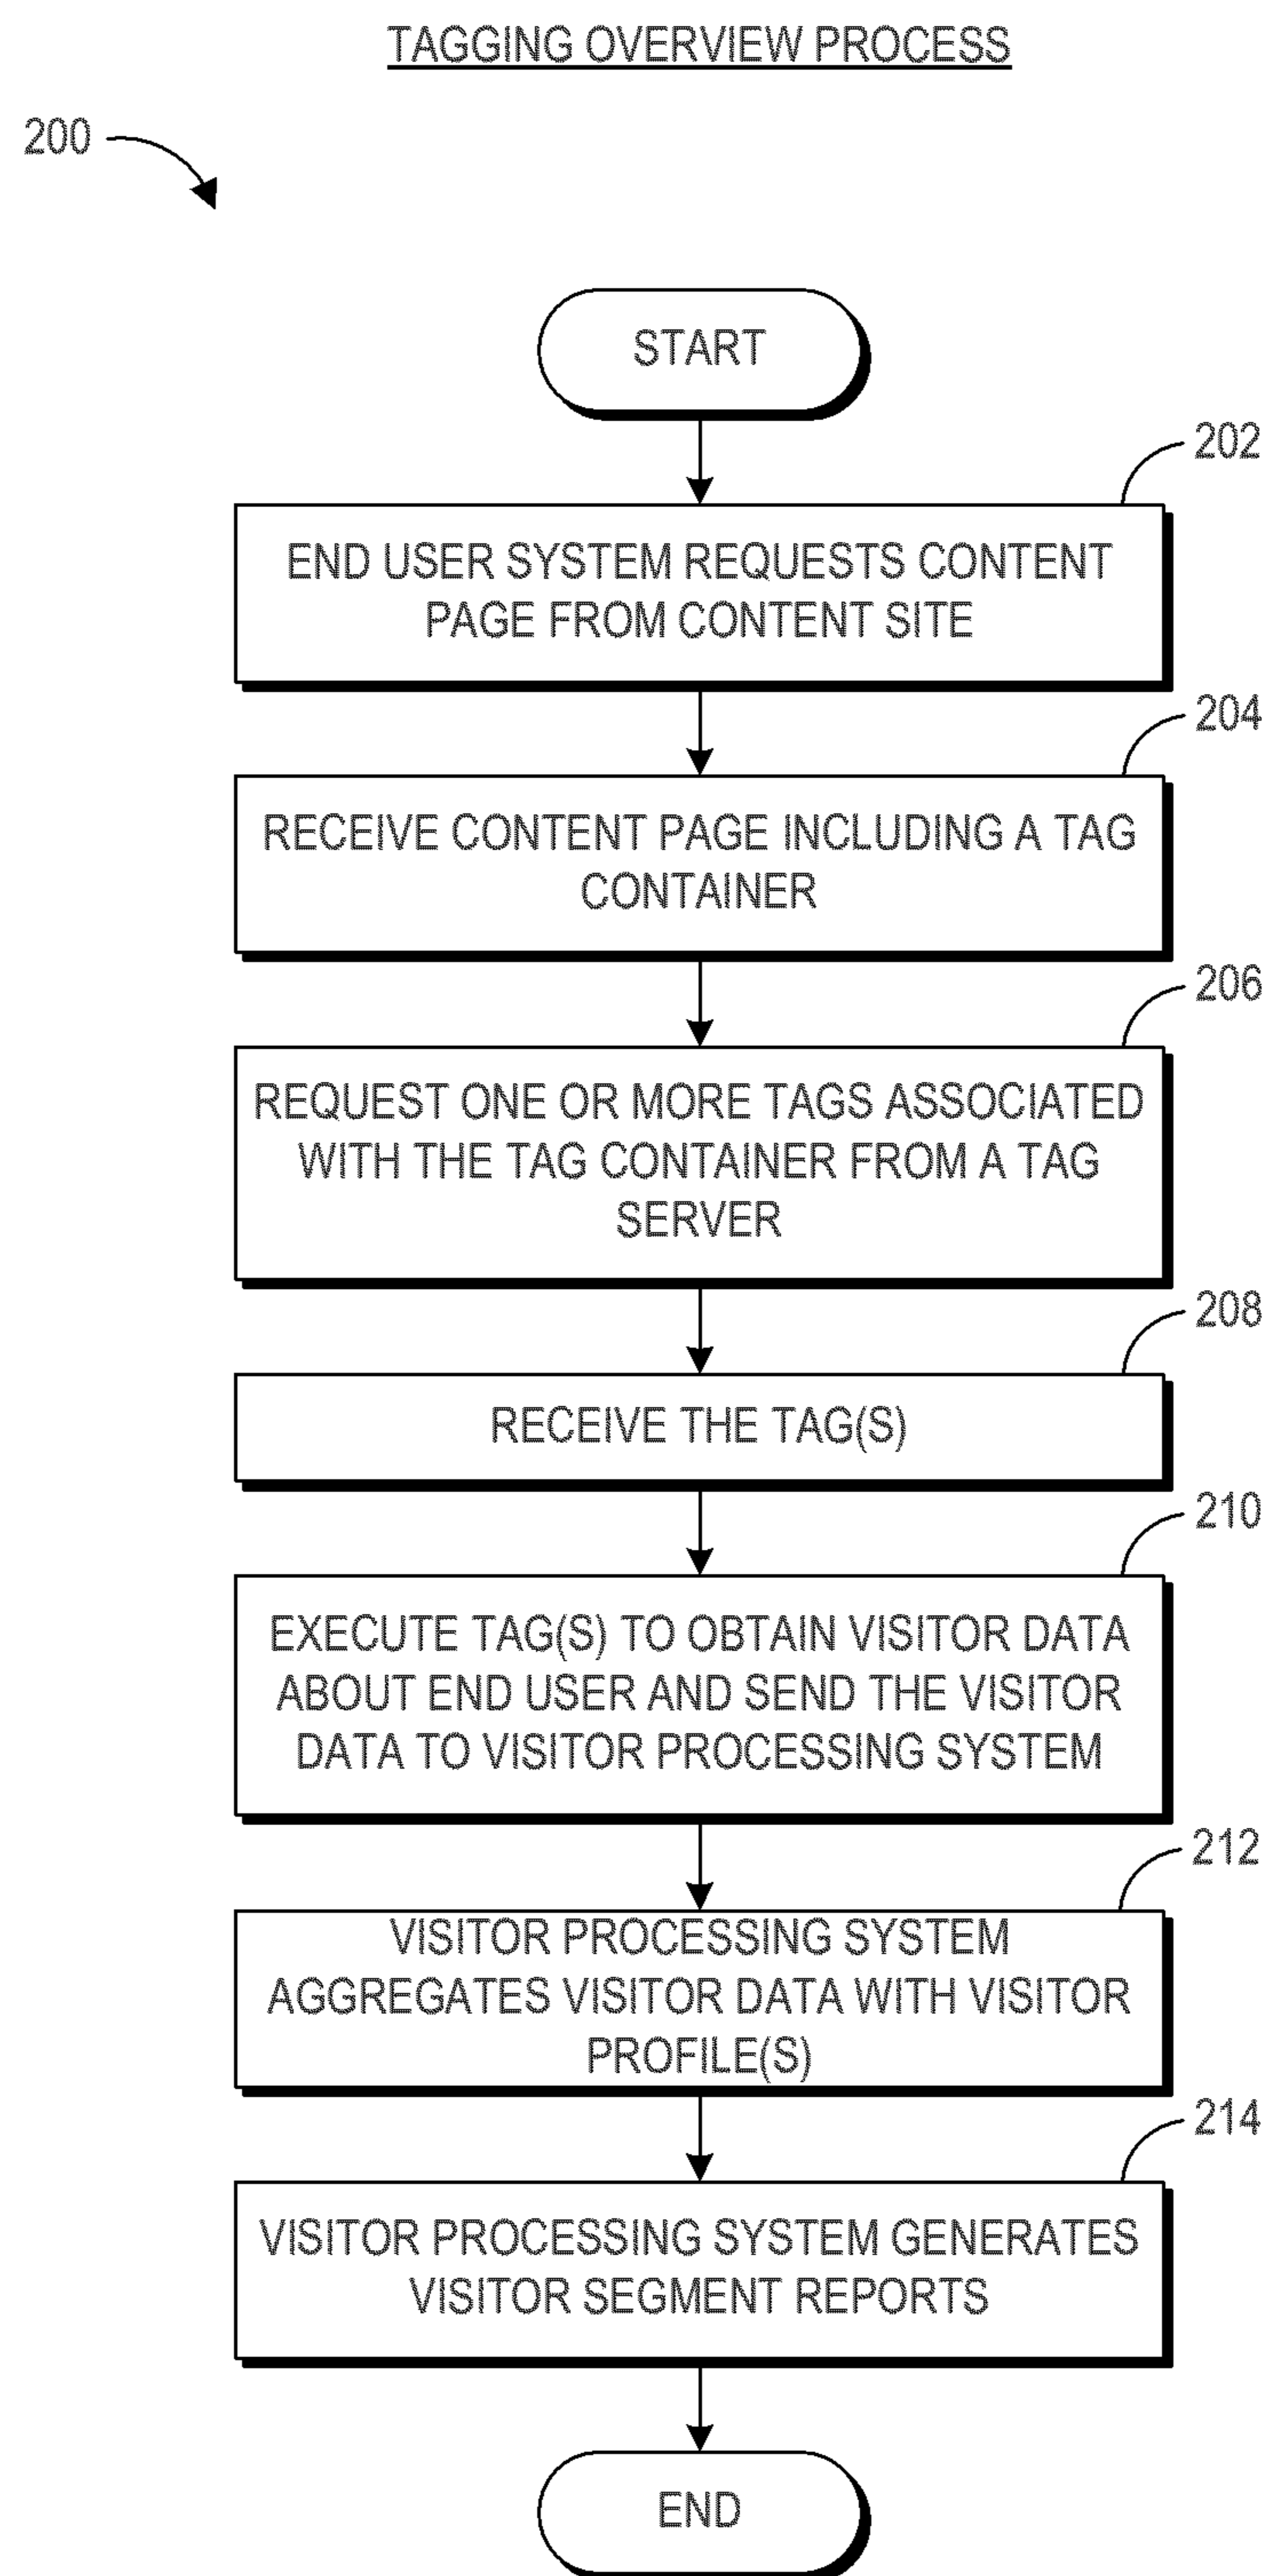 TAGGING OVERVIEW PROCESS
200
START
202
END USER SYSTEM REQUESTS CONTENT
PAGE FROM CONTENT SITE
204
RECEIVE CONTENT PAGE INCLUDING A TAG
CONTAINER
206
REQUEST ONE OR MORE TAGS ASSOCIATED
WITH THE TAG CONTAINER FROM A TAG
SERVER
208
RECEIVE THE TAG(S)
210
EXECUTE TAG(S) TO OBTAIN VISITOR DATA
ABOUT END USER AND SEND THE VISITOR
DATA TO VISITOR PROCESSING SYSTEM
212
VISITOR PROCESSING SYSTEM
AGGREGATES VISITOR DATA WITH VISITOR
PROFILE(S)
214
VISITOR PROCESSING SYSTEM GENERATES
VISITOR SEGMENT REPORTS
END